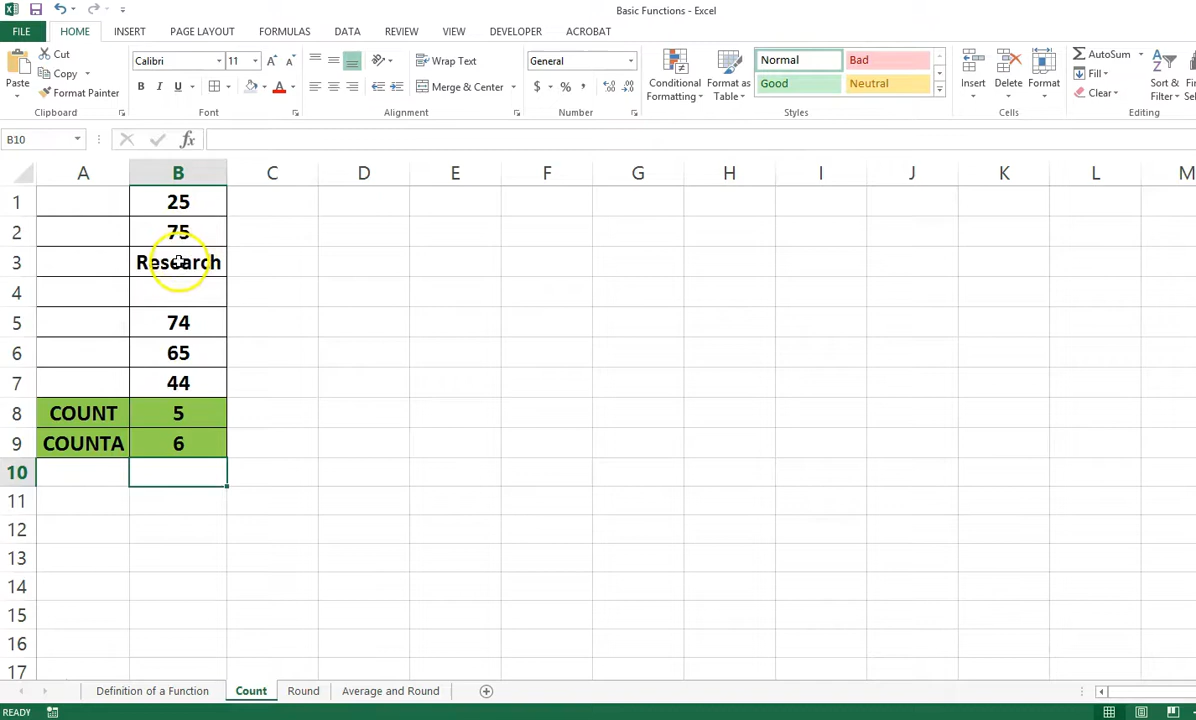 Basic Functions - Excel
FILE HOME INSERT PAGE LAYOUT FORMULAS DATA REVIEW VIEW DEVELOPER ACROBAT
Cut
Copy
Format Painter
Paste
Clipboard
Calibri 11
B I U
Font
Wrap Text
Merge & Center
Alignment
General
$ % ,
Number
Conditional Formatting
Format as Table
Normal Bad
Good Neutral
Styles
Insert Delete Format
Cells
AutoSum
Fill
Clear
Sort & Filter
Editing
B10 fx
A B C D E F G H I J K L M
1 25
2 75
3 Research
4
5 74
6 65
7 44
8 COUNT 5
9 COUNTA 6
10
11
12
13
14
15
16
17
Definition of a Function Count Round Average and Round
READY